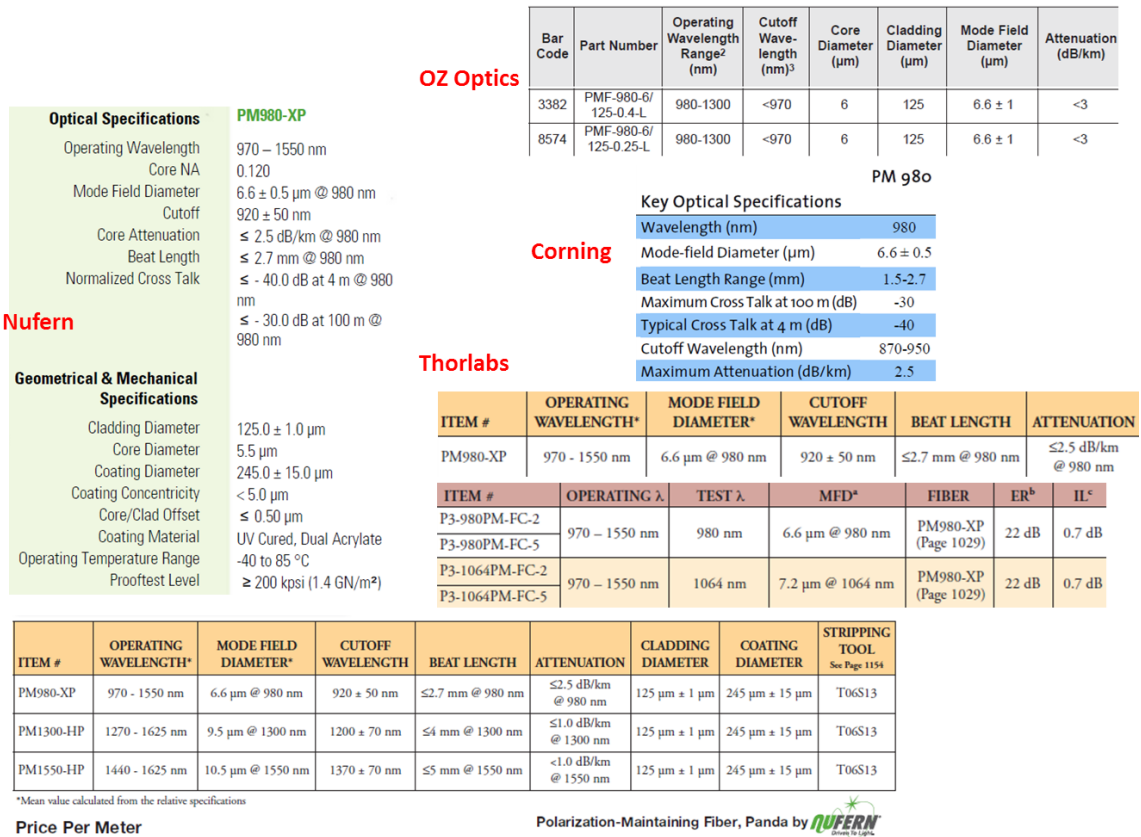 OZ Optics
Bar Code | Part Number | Operating Wavelength Range2 (nm) | Cutoff Wave-length (nm)3 | Core Diameter (µm) | Cladding Diameter (µm) | Mode Field Diameter (µm) | Attenuation (dB/km)
3382 | PMF-980-6/125-0.4-L | 980-1300 | <970 | 6 | 125 | 6.6 ± 1 | <3
8574 | PMF-980-6/125-0.25-L | 980-1300 | <970 | 6 | 125 | 6.6 ± 1 | <3
Nufern
Optical Specifications PM980-XP
Operating Wavelength 970 – 1550 nm
Core NA 0.120
Mode Field Diameter 6.6 ± 0.5 µm @ 980 nm
Cutoff 920 ± 50 nm
Core Attenuation ≤ 2.5 dB/km @ 980 nm
Beat Length ≤ 2.7 mm @ 980 nm
Normalized Cross Talk ≤ - 40.0 dB at 4 m @ 980
nm
≤ - 30.0 dB at 100 m @
980 nm
Geometrical & Mechanical
Specifications
Cladding Diameter 125.0 ± 1.0 µm
Core Diameter 5.5 µm
Coating Diameter 245.0 ± 15.0 µm
Coating Concentricity < 5.0 µm
Core/Clad Offset ≤ 0.50 µm
Coating Material UV Cured, Dual Acrylate
Operating Temperature Range -40 to 85 °C
Prooftest Level ≥ 200 kpsi (1.4 GN/m²)
Corning
PM 980
Key Optical Specifications
Wavelength (nm) 980
Mode-field Diameter (µm) 6.6 ± 0.5
Beat Length Range (mm) 1.5-2.7
Maximum Cross Talk at 100 m (dB) -30
Typical Cross Talk at 4 m (dB) -40
Cutoff Wavelength (nm) 870-950
Maximum Attenuation (dB/km) 2.5
Thorlabs
ITEM # | OPERATING WAVELENGTH* | MODE FIELD DIAMETER* | CUTOFF WAVELENGTH | BEAT LENGTH | ATTENUATION
PM980-XP | 970 - 1550 nm | 6.6 µm @ 980 nm | 920 ± 50 nm | ≤2.7 mm @ 980 nm | ≤2.5 dB/km @ 980 nm
ITEM # | OPERATING λ | TEST λ | MFDa | FIBER | ERb | ILc
P3-980PM-FC-2
P3-980PM-FC-5 | 970 – 1550 nm | 980 nm | 6.6 µm @ 980 nm | PM980-XP (Page 1029) | 22 dB | 0.7 dB
P3-1064PM-FC-2
P3-1064PM-FC-5 | 970 – 1550 nm | 1064 nm | 7.2 µm @ 1064 nm | PM980-XP (Page 1029) | 22 dB | 0.7 dB
ITEM # | OPERATING WAVELENGTH* | MODE FIELD DIAMETER* | CUTOFF WAVELENGTH | BEAT LENGTH | ATTENUATION | CLADDING DIAMETER | COATING DIAMETER | STRIPPING TOOL See Page 1154
PM980-XP | 970 - 1550 nm | 6.6 µm @ 980 nm | 920 ± 50 nm | ≤2.7 mm @ 980 nm | ≤2.5 dB/km @ 980 nm | 125 µm ± 1 µm | 245 µm ± 15 µm | T06S13
PM1300-HP | 1270 - 1625 nm | 9.5 µm @ 1300 nm | 1200 ± 70 nm | ≤4 mm @ 1300 nm | ≤1.0 dB/km @ 1300 nm | 125 µm ± 1 µm | 245 µm ± 15 µm | T06S13
PM1550-HP | 1440 - 1625 nm | 10.5 µm @ 1550 nm | 1370 ± 70 nm | ≤5 mm @ 1550 nm | <1.0 dB/km @ 1550 nm | 125 µm ± 1 µm | 245 µm ± 15 µm | T06S13
*Mean value calculated from the relative specifications
Price Per Meter
Polarization-Maintaining Fiber, Panda by NUFERN
Driven To Light